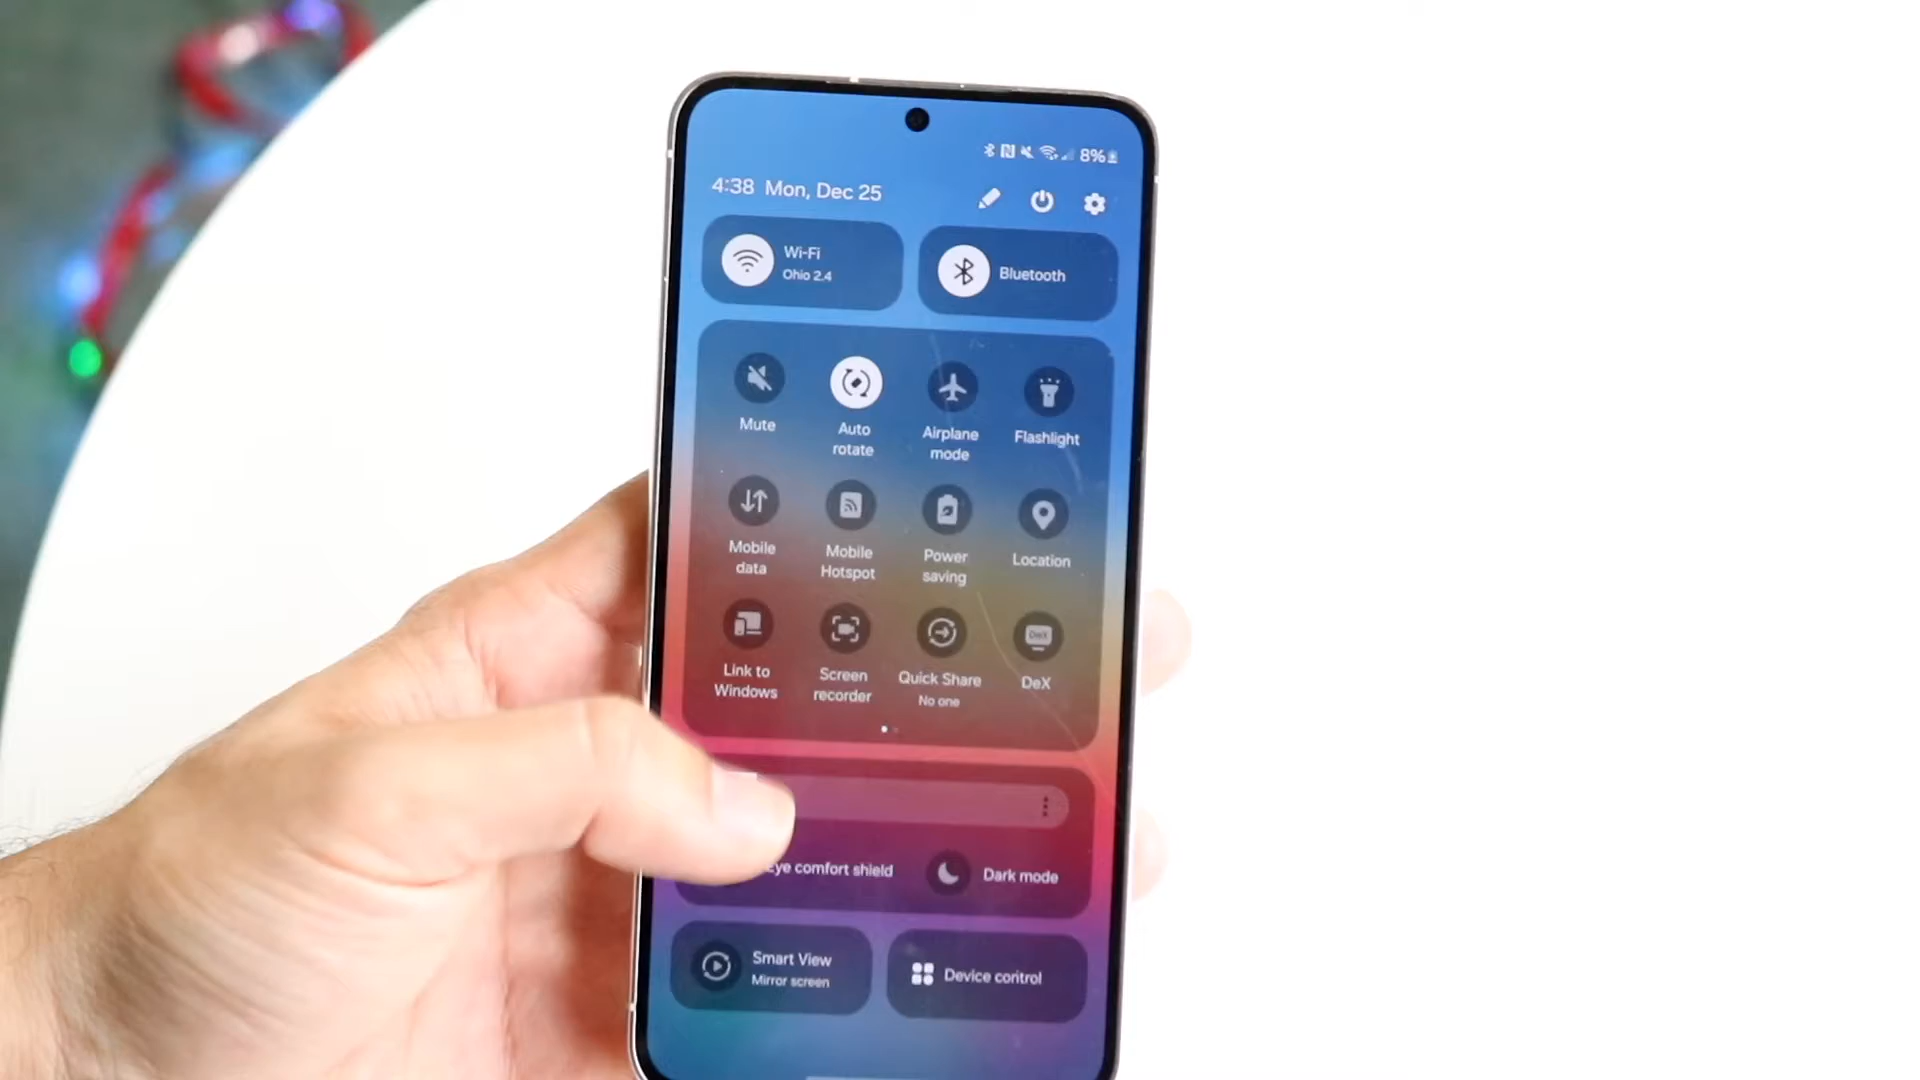 8%
4:38 Mon, Dec 25
Wi-Fi
Ohio 2.4
Bluetooth
Mute
Auto
rotate
Airplane
mode
Flashlight
Mobile
data
Mobile
Hotspot
Power
saving
Location
Link to
Windows
Screen
recorder
Quick Share
No one
DeX
DeX
Eye comfort shield
Dark mode
Smart View
Mirror screen
Device control